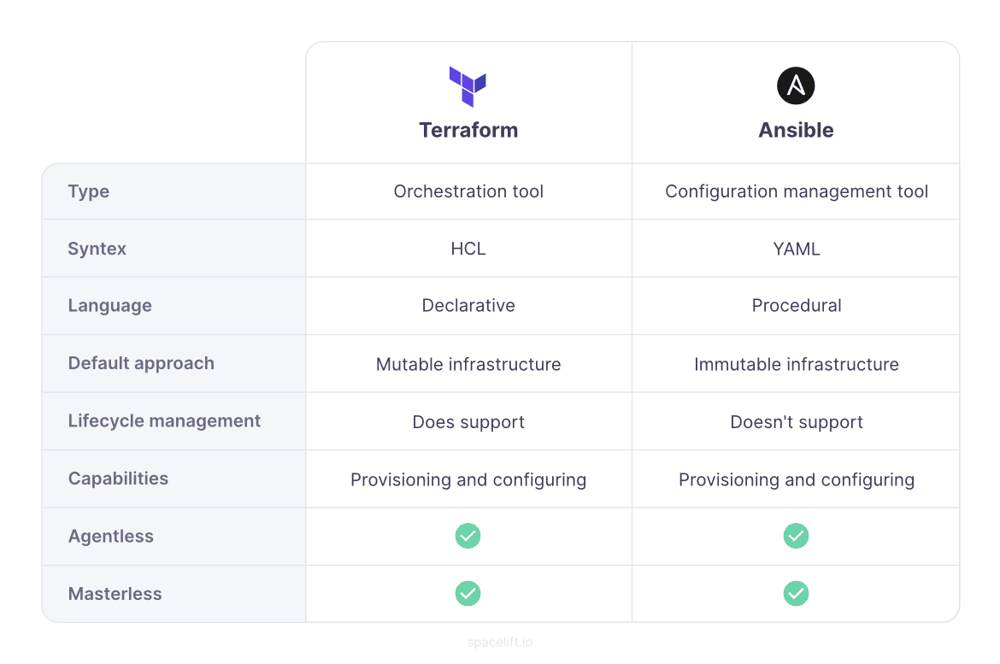 Terraform Ansible
Type Orchestration tool Configuration management tool
Syntex HCL YAML
Language Declarative Procedural
Default approach Mutable infrastructure Immutable infrastructure
Lifecycle management Does support Doesn't support
Capabilities Provisioning and configuring Provisioning and configuring
Agentless
Masterless
spacelift.io